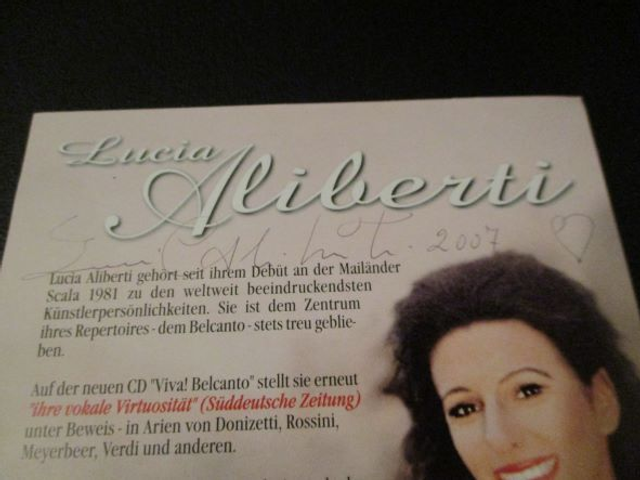 Lucia
Aliberti
Lucia Aliberti 2007
Lucia Aliberti gehört seit ihrem Debüt an der Mailänder
Scala 1981 zu den weltweit beeindruckendsten
Künstlerpersönlichkeiten. Sie ist dem Zentrum
ihres Repertoires - dem Belcanto - stets treu geblie-
ben.
Auf der neuen CD "Viva! Belcanto" stellt sie erneut
"ihre vokale Virtuosität" (Süddeutsche Zeitung)
unter Beweis - in Arien von Donizetti, Rossini,
Meyerbeer, Verdi und anderen.